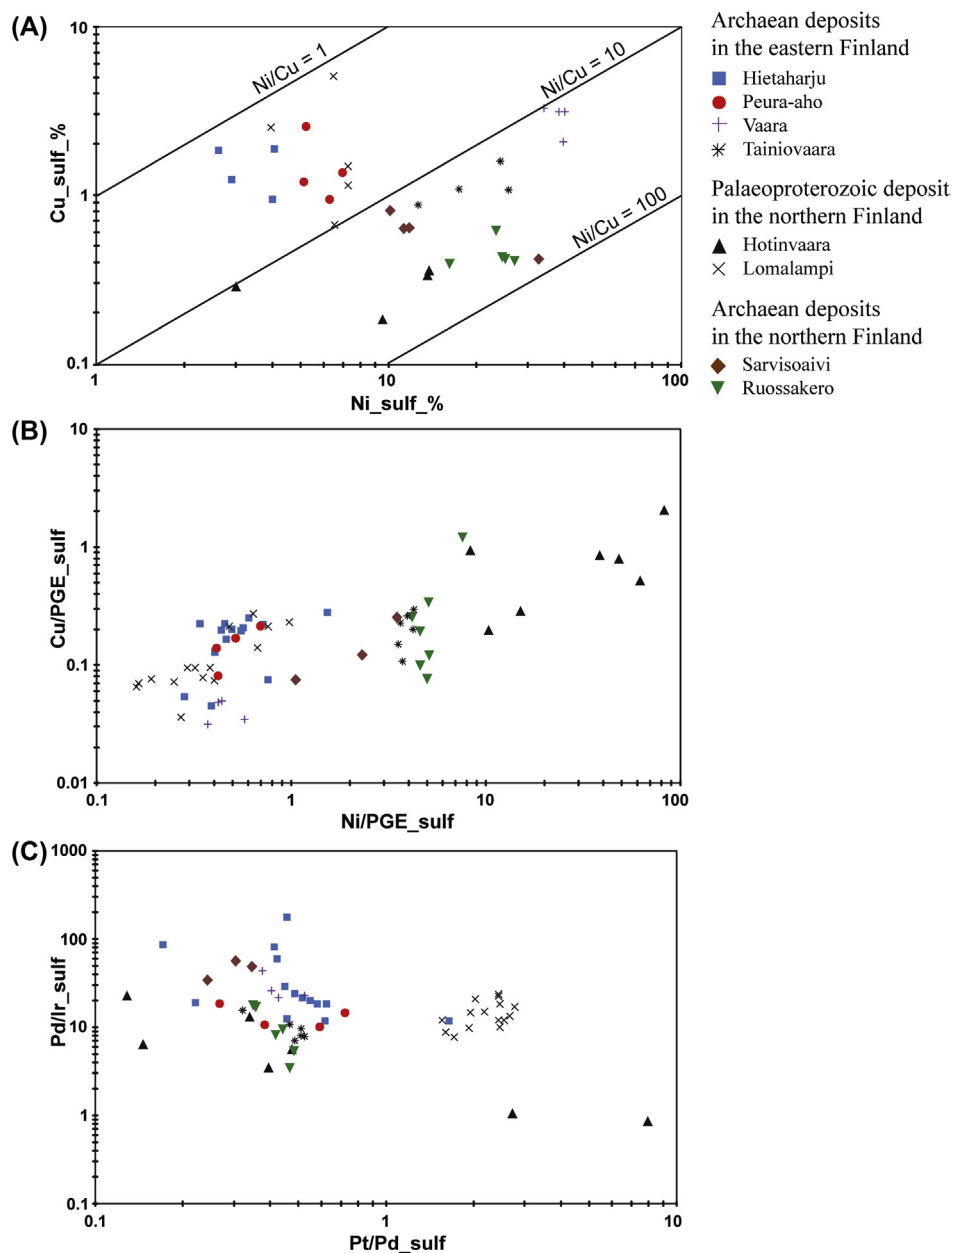 (A)
10
1
0.1
Cu_sulf_%
Ni/Cu = 1
Ni/Cu = 10
Ni/Cu = 100
1
10
100
Ni_sulf_%
Archaean deposits
in the eastern Finland
Hietaharju
Peura-aho
Vaara
Tainiovaara
Palaeoproterozoic deposit
in the northern Finland
Hotinvaara
Lomalampi
Archaean deposits
in the northern Finland
Sarvisoaivi
Ruossakero
(B)
10
1
0.1
0.01
Cu/PGE_sulf
0.1
1
10
100
Ni/PGE_sulf
(C)
1000
100
10
1
0.1
Pd/Ir_sulf
0.1
1
10
Pt/Pd_sulf